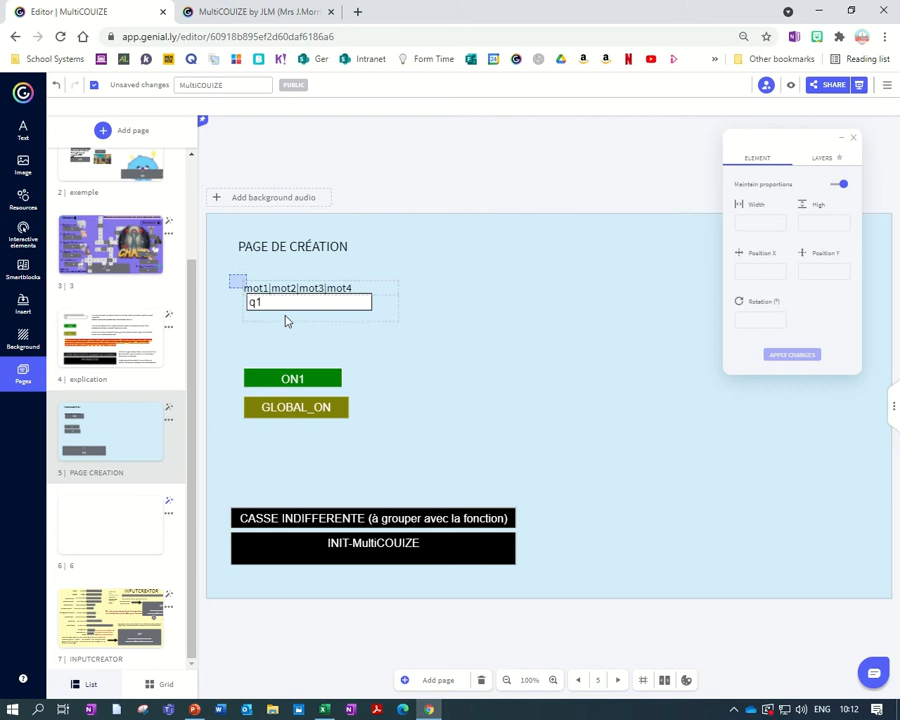 Editor | MultiCOUIZE
MultiCOUIZE by JLM (Mrs J.Morri
app.genial.ly/editor/60918b895ef2d60daf6186a6
School Systems
Ger
Intranet
Form Time
Other bookmarks
Reading list
Unsaved changes
MultiCOUIZE
PUBLIC
SHARE
Text
Image
Resources
Interactive
elements
Smartblocks
Insert
Background
Pages
Add page
2 | exemple
3 | 3
4 | explication
5 | PAGE CREATION
6 | 6
INPUTCREATOR
7 | INPUTCREATOR
List
Grid
Add background audio
PAGE DE CRÉATION
mot1|mot2|mot3|mot4
q1
ON1
GLOBAL_ON
CASSE INDIFFERENTE (à grouper avec la fonction)
INIT-MultiCOUIZE
ELEMENT
LAYERS
Maintain proportions
Width
High
Position X
Position Y
Rotation (°)
APPLY CHANGES
Add page
100%
5
ENG
10:12